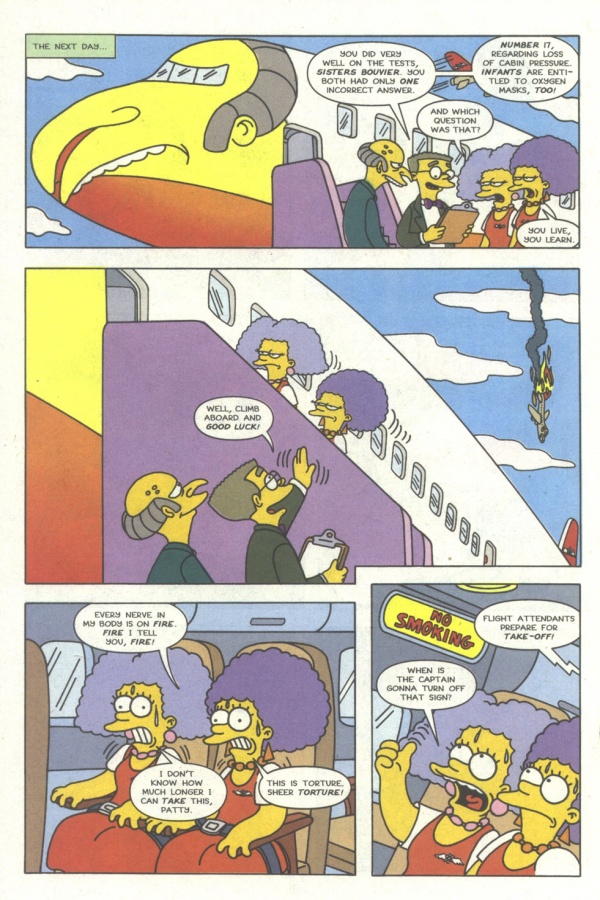 THE NEXT DAY...
YOU DID VERY
WELL ON THE TESTS,
SISTERS BOUVIER. YOU
BOTH HAD ONLY ONE
INCORRECT ANSWER.
AND WHICH
QUESTION
WAS THAT?
NUMBER 17,
REGARDING LOSS
OF CABIN PRESSURE.
INFANTS ARE ENTI-
TLED TO OXYGEN
MASKS, TOO!
YOU LIVE,
YOU LEARN.
WELL, CLIMB
ABOARD AND
GOOD LUCK!
EVERY NERVE IN
MY BODY IS ON FIRE.
FIRE I TELL
YOU, FIRE!
I DON'T
KNOW HOW
MUCH LONGER I
CAN TAKE THIS,
PATTY.
THIS IS TORTURE.
SHEER TORTURE!
NO
SMOKING
FLIGHT ATTENDANTS
PREPARE FOR
TAKE-OFF!
WHEN IS
THE CAPTAIN
GONNA TURN OFF
THAT SIGN?